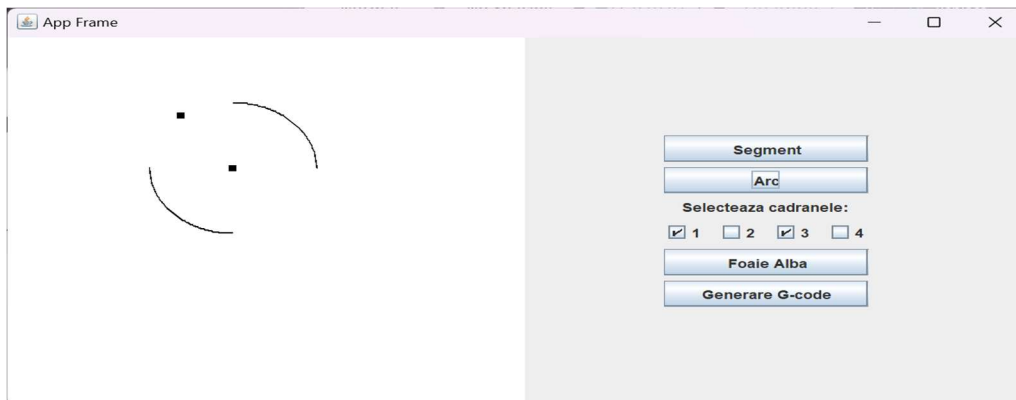 App Frame
Segment
Arc
Selecteaza cadranele:
1 2 3 4
Foaie Alba
Generare G-code